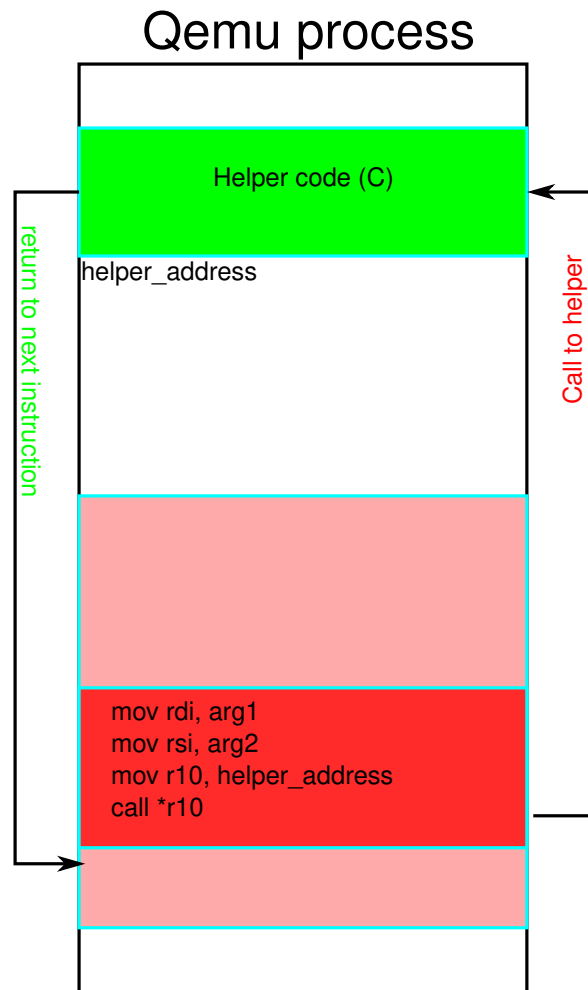 Qemu process
Helper code (C)
helper_address
return to next instruction
Call to helper
mov rdi, arg1
mov rsi, arg2
mov r10, helper_address
call *r10